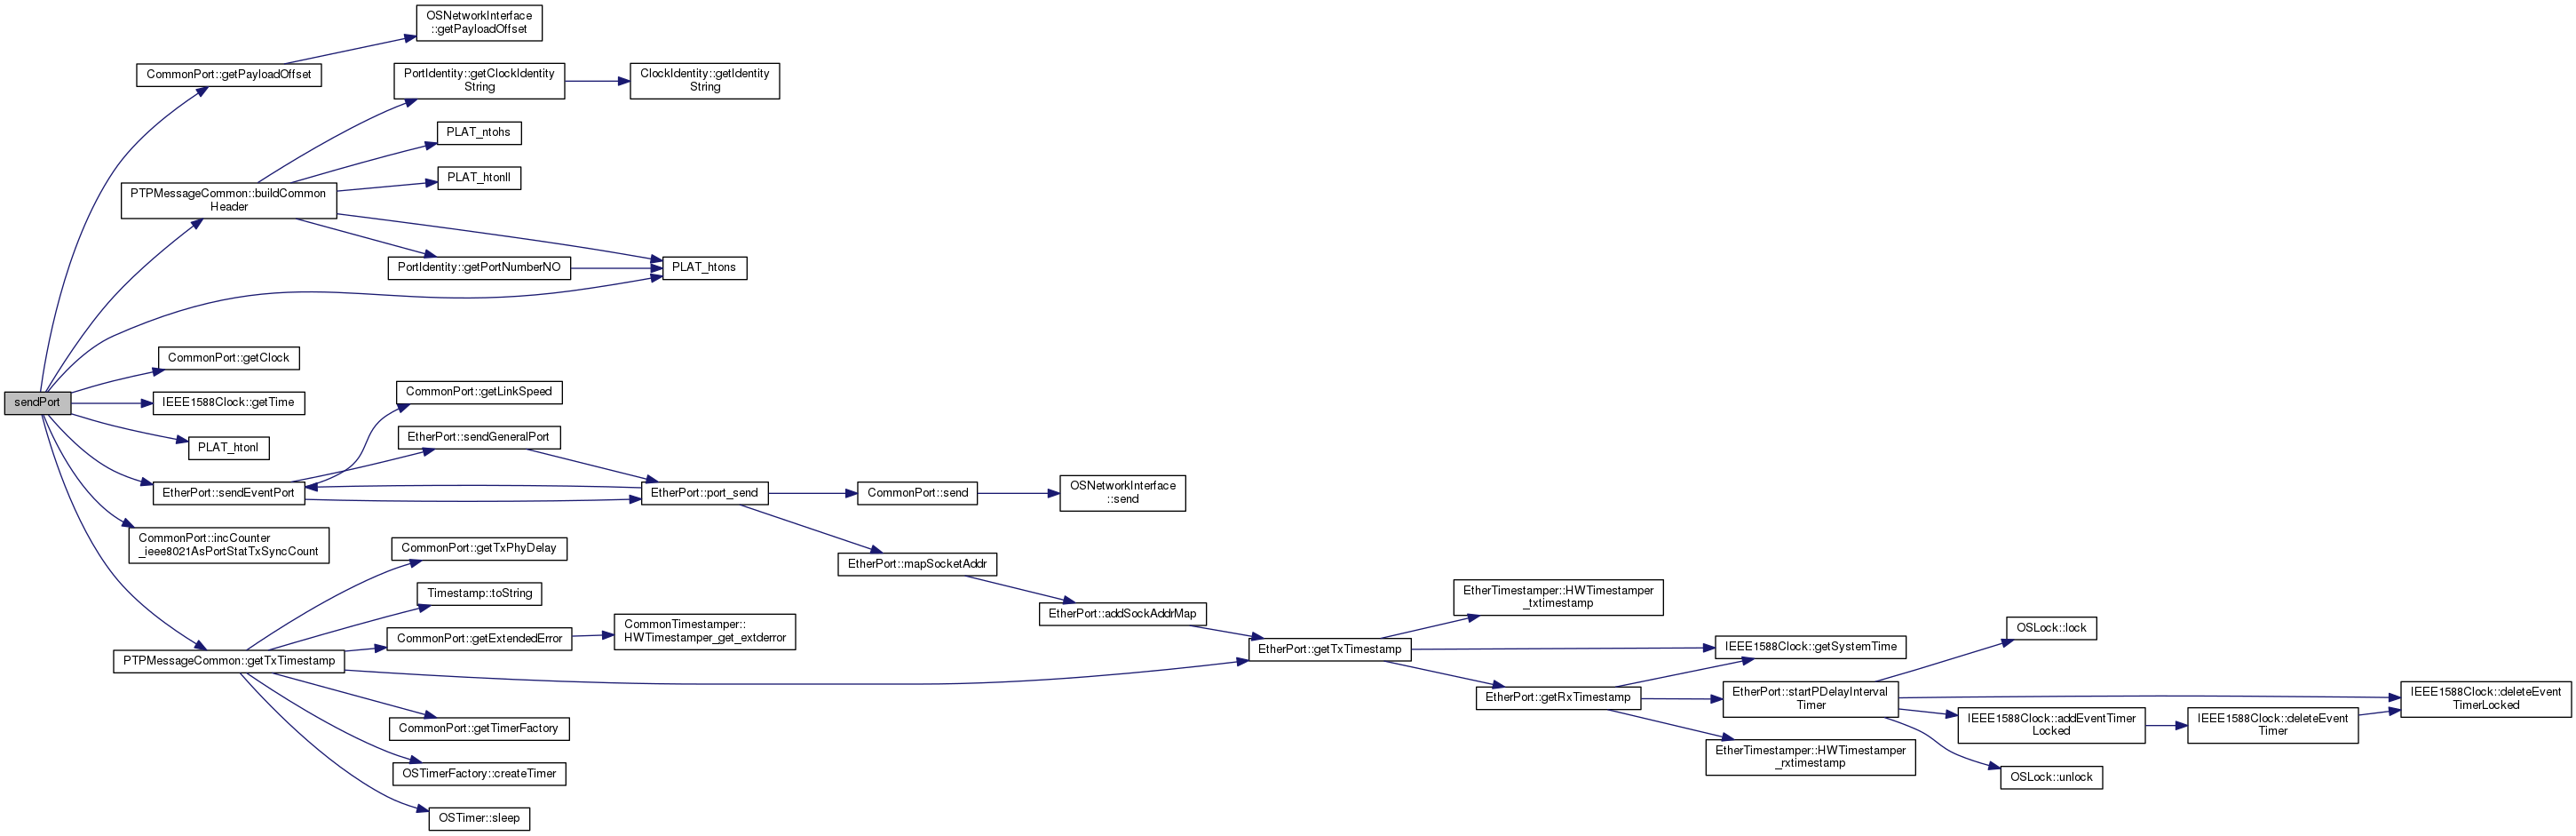 OSNetworkInterface
::getPayloadOffset
CommonPort::getPayloadOffset
PortIdentity::getClockIdentity
String
ClockIdentity::getIdentity
String
PLAT_ntohs
PLAT_htonll
PTPMessageCommon::buildCommon
Header
PortIdentity::getPortNumberNO
PLAT_htons
CommonPort::getClock
sendPort
IEEE1588Clock::getTime
CommonPort::getLinkSpeed
EtherPort::sendGeneralPort
PLAT_htonl
EtherPort::sendEventPort
EtherPort::port_send
CommonPort::send
OSNetworkInterface
::send
CommonPort::incCounter
_ieee8021AsPortStatTxSyncCount
CommonPort::getTxPhyDelay
EtherPort::mapSocketAddr
Timestamp::toString
EtherPort::addSockAddrMap
EtherTimestamper::HWTimestamper
_txtimestamp
CommonPort::getExtendedError
CommonTimestamper::
HWTimestamper_get_extderror
PTPMessageCommon::getTxTimestamp
EtherPort::getTxTimestamp
IEEE1588Clock::getSystemTime
OSLock::lock
EtherPort::getRxTimestamp
EtherPort::startPDelayInterval
Timer
IEEE1588Clock::deleteEvent
TimerLocked
IEEE1588Clock::addEventTimer
Locked
IEEE1588Clock::deleteEvent
Timer
CommonPort::getTimerFactory
EtherTimestamper::HWTimestamper
_rxtimestamp
OSLock::unlock
OSTimerFactory::createTimer
OSTimer::sleep